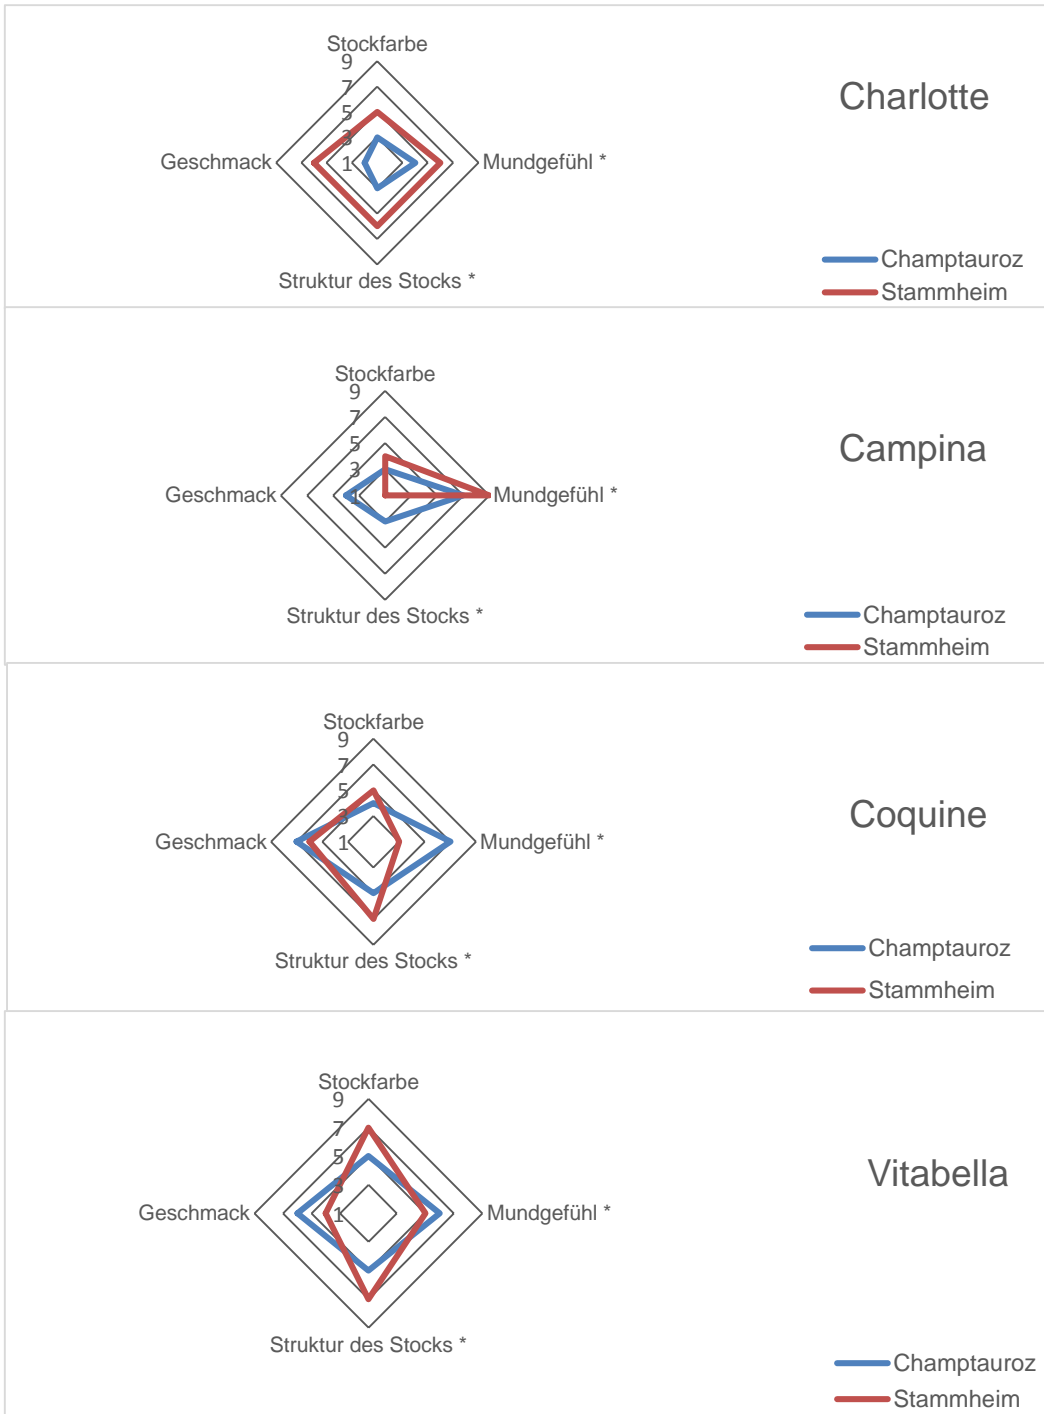 Stockfarbe
9
7
5
3
1
Charlotte
Geschmack
Mundgefühl *
Struktur des Stocks *
Champtauroz
Stammheim
Stockfarbe
9
7
5
3
1
Campina
Geschmack
Mundgefühl *
Struktur des Stocks *
Champtauroz
Stammheim
Stockfarbe
9
7
5
3
1
Coquine
Geschmack
Mundgefühl *
Struktur des Stocks *
Champtauroz
Stammheim
Stockfarbe
9
7
5
3
1
Vitabella
Geschmack
Mundgefühl *
Struktur des Stocks *
Champtauroz
Stammheim